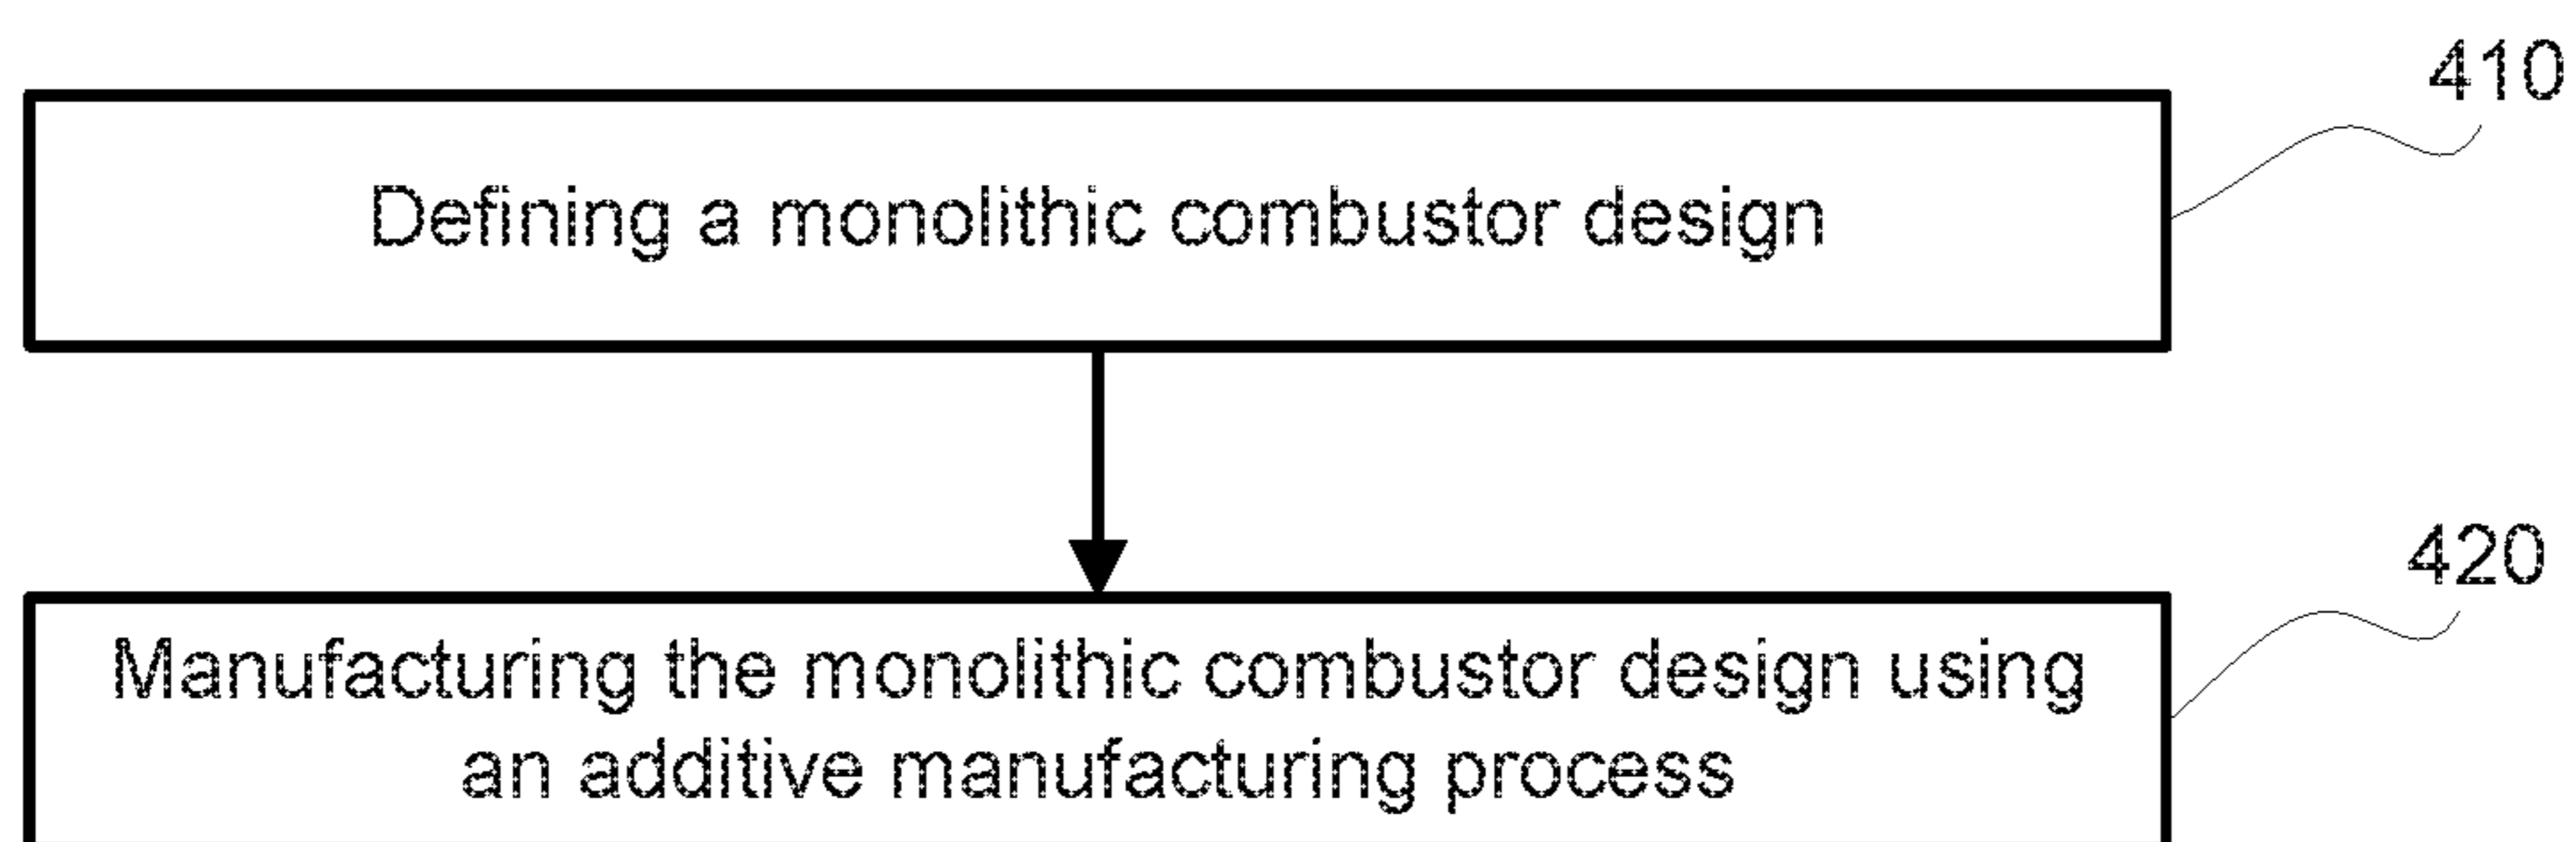 410
Defining a monolithic combustor design
420
Manufacturing the monolithic combustor design using
an additive manufacturing process